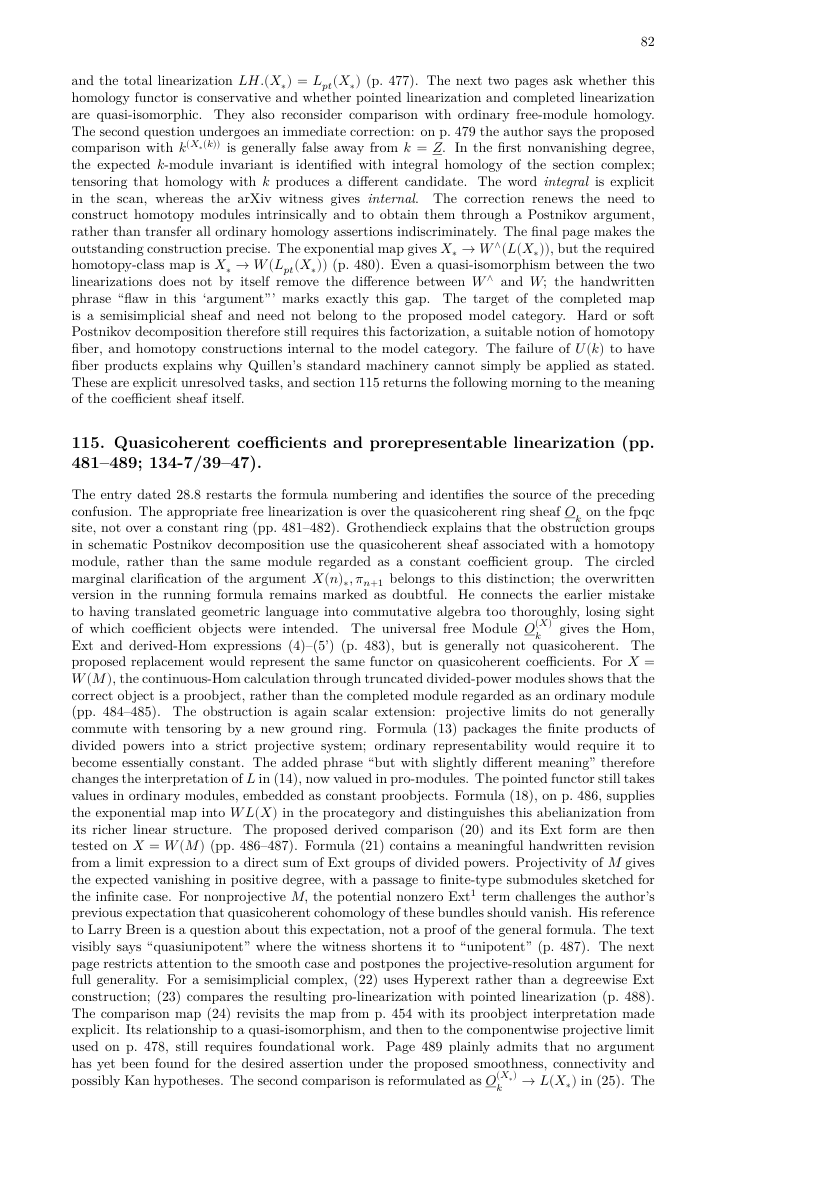 82
and the total linearization LH.(X_*) = L_{pt}(X_*) (p. 477). The next two pages ask whether this
homology functor is conservative and whether pointed linearization and completed linearization
are quasi-isomorphic. They also reconsider comparison with ordinary free-module homology.
The second question undergoes an immediate correction: on p. 479 the author says the proposed
comparison with k^{(X_*(k))} is generally false away from k = Z. In the first nonvanishing degree,
the expected k-module invariant is identified with integral homology of the section complex;
tensoring that homology with k produces a different candidate. The word integral is explicit
in the scan, whereas the arXiv witness gives internal. The correction renews the need to
construct homotopy modules intrinsically and to obtain them through a Postnikov argument,
rather than transfer all ordinary homology assertions indiscriminately. The final page makes the
outstanding construction precise. The exponential map gives X_* → W^∧(L(X_*)), but the required
homotopy-class map is X_* → W(L_{pt}(X_*)) (p. 480). Even a quasi-isomorphism between the two
linearizations does not by itself remove the difference between W^∧ and W; the handwritten
phrase “flaw in this ‘argument”’ marks exactly this gap. The target of the completed map
is a semisimplicial sheaf and need not belong to the proposed model category. Hard or soft
Postnikov decomposition therefore still requires this factorization, a suitable notion of homotopy
fiber, and homotopy constructions internal to the model category. The failure of U(k) to have
fiber products explains why Quillen’s standard machinery cannot simply be applied as stated.
These are explicit unresolved tasks, and section 115 returns the following morning to the meaning
of the coefficient sheaf itself.
115. Quasicoherent coefficients and prorepresentable linearization (pp.
481–489; 134-7/39–47).
The entry dated 28.8 restarts the formula numbering and identifies the source of the preceding
confusion. The appropriate free linearization is over the quasicoherent ring sheaf O_k on the fpqc
site, not over a constant ring (pp. 481–482). Grothendieck explains that the obstruction groups
in schematic Postnikov decomposition use the quasicoherent sheaf associated with a homotopy
module, rather than the same module regarded as a constant coefficient group. The circled
marginal clarification of the argument X(n)_*, π_{n+1} belongs to this distinction; the overwritten
version in the running formula remains marked as doubtful. He connects the earlier mistake
to having translated geometric language into commutative algebra too thoroughly, losing sight
of which coefficient objects were intended. The universal free Module O_k^{(X)} gives the Hom,
Ext and derived-Hom expressions (4)–(5’) (p. 483), but is generally not quasicoherent. The
proposed replacement would represent the same functor on quasicoherent coefficients. For X =
W(M), the continuous-Hom calculation through truncated divided-power modules shows that the
correct object is a proobject, rather than the completed module regarded as an ordinary module
(pp. 484–485). The obstruction is again scalar extension: projective limits do not generally
commute with tensoring by a new ground ring. Formula (13) packages the finite products of
divided powers into a strict projective system; ordinary representability would require it to
become essentially constant. The added phrase “but with slightly different meaning” therefore
changes the interpretation of L in (14), now valued in pro-modules. The pointed functor still takes
values in ordinary modules, embedded as constant proobjects. Formula (18), on p. 486, supplies
the exponential map into WL(X) in the procategory and distinguishes this abelianization from
its richer linear structure. The proposed derived comparison (20) and its Ext form are then
tested on X = W(M) (pp. 486–487). Formula (21) contains a meaningful handwritten revision
from a limit expression to a direct sum of Ext groups of divided powers. Projectivity of M gives
the expected vanishing in positive degree, with a passage to finite-type submodules sketched for
the infinite case. For nonprojective M, the potential nonzero Ext^1 term challenges the author’s
previous expectation that quasicoherent cohomology of these bundles should vanish. His reference
to Larry Breen is a question about this expectation, not a proof of the general formula. The text
visibly says “quasiunipotent” where the witness shortens it to “unipotent” (p. 487). The next
page restricts attention to the smooth case and postpones the projective-resolution argument for
full generality. For a semisimplicial complex, (22) uses Hyperext rather than a degreewise Ext
construction; (23) compares the resulting pro-linearization with pointed linearization (p. 488).
The comparison map (24) revisits the map from p. 454 with its proobject interpretation made
explicit. Its relationship to a quasi-isomorphism, and then to the componentwise projective limit
used on p. 478, still requires foundational work. Page 489 plainly admits that no argument
has yet been found for the desired assertion under the proposed smoothness, connectivity and
possibly Kan hypotheses. The second comparison is reformulated as O_k^{(X_*)} → L(X_*) in (25). The